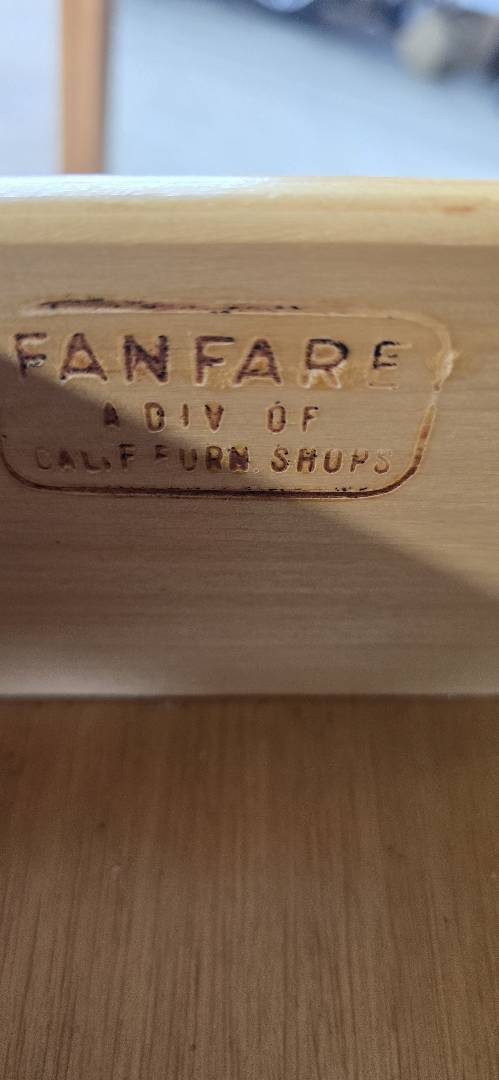 FANFARE
A DIV OF
CALIF FURN. SHOPS